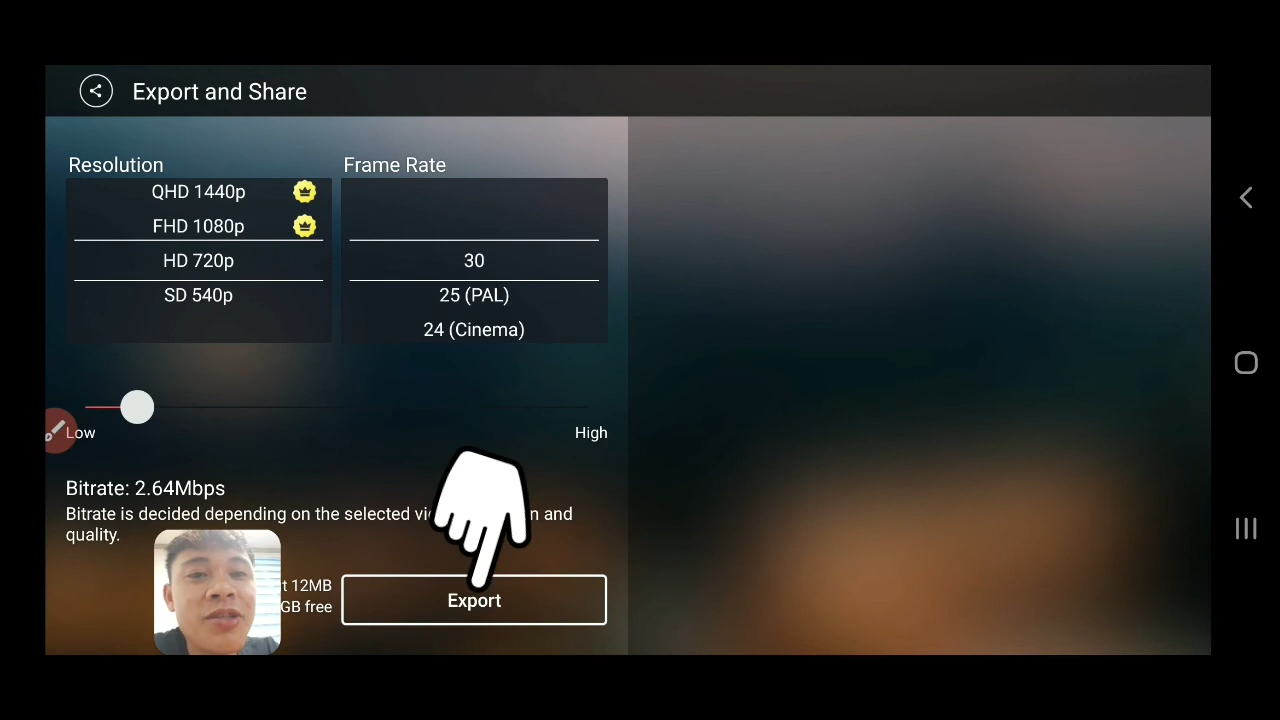 Export and Share
Resolution
Frame Rate
QHD 1440p
FHD 1080p
HD 720p
30
SD 540p
25 (PAL)
24 (Cinema)
Low
High
Bitrate: 2.64Mbps
Bitrate is decided depending on the selected and
quality.
12MB
GB free
Export